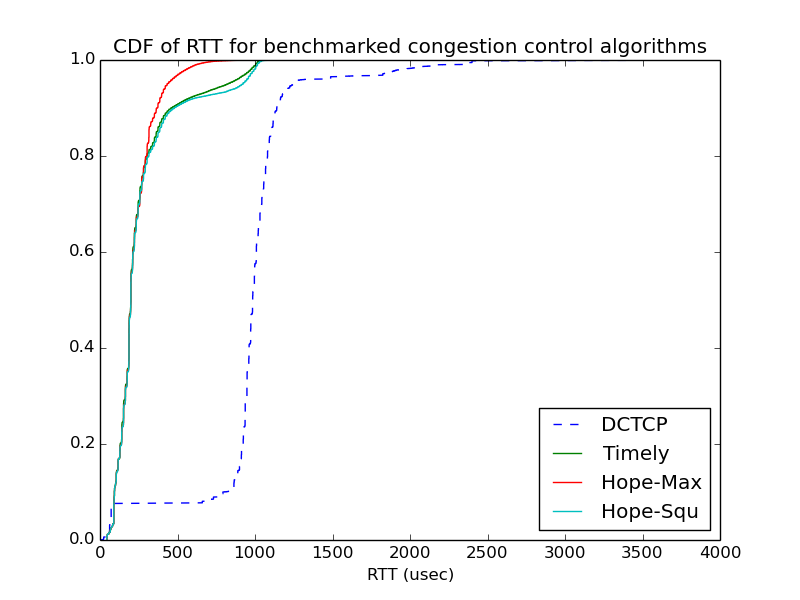 CDF of RTT for benchmarked congestion control algorithms
1.0
0.8
0.6
0.4
0.2
0.0
DCTCP
Timely
Hope-Max
Hope-Squ
0 500 1000 1500 2000 2500 3000 3500 4000
RTT (usec)